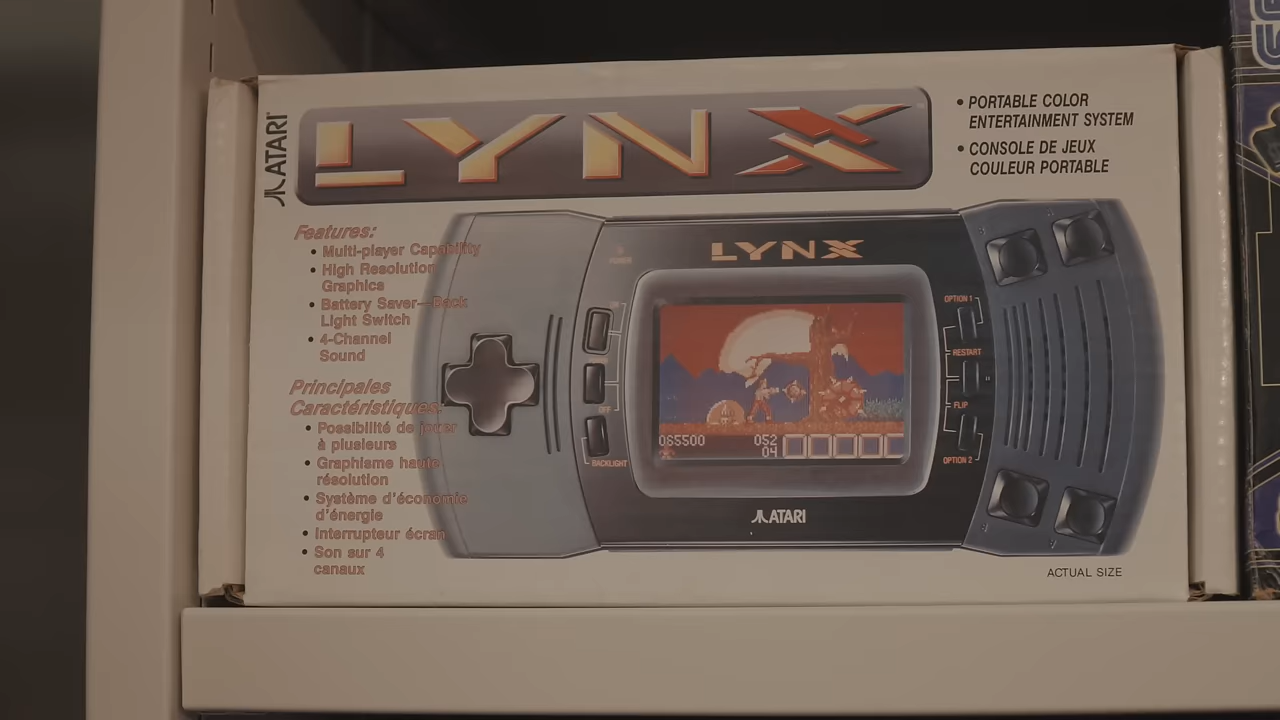 ATARI
LYNX
• PORTABLE COLOR
ENTERTAINMENT SYSTEM
• CONSOLE DE JEUX
COULEUR PORTABLE
Features:
• Multi-player Capability
• High Resolution
Graphics
• Battery Saver—Back
Light Switch
• 4-Channel
Sound
Principales
Caractéristiques:
• Possibilité de jouer
à plusieurs
• Graphisme haute
résolution
• Système d'économie
d'énergie
• Interrupteur écran
• Son sur 4
canaux
POWER
LYNX
ON
OFF
BACKLIGHT
OPTION 1
RESTART
FLIP
OPTION 2
065500
052
04
ATARI
ACTUAL SIZE